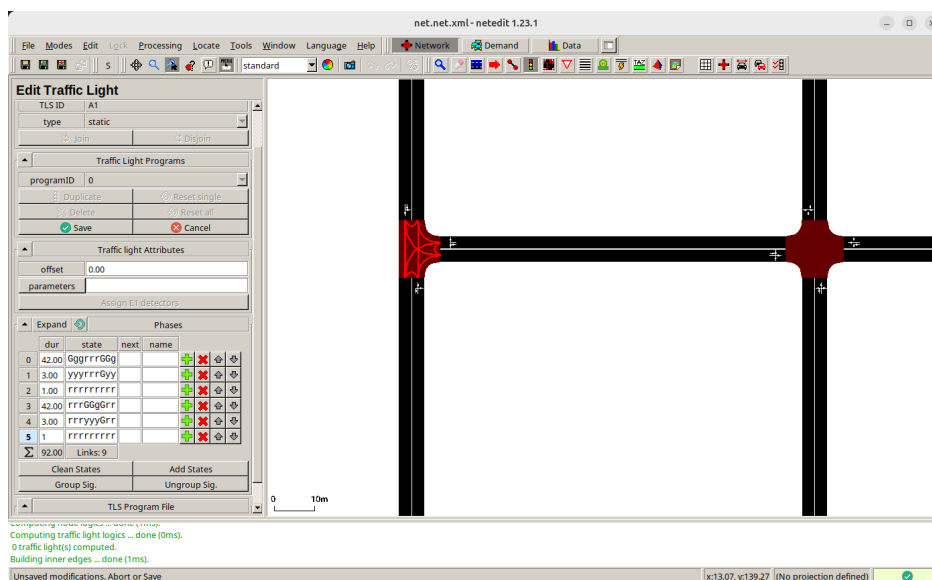 net.net.xml - netedit 1.23.1
File Modes Edit Lock Processing Locate Tools Window Language Help Network Demand Data
S standard
Edit Traffic Light
TLS ID A1
type static
Join Disjoin
Traffic Light Programs
programID 0
Duplicate Reset single
Delete Reset all
Save Cancel
Traffic light Attributes
offset 0.00
parameters
Assign E1 detectors
Expand Phases
dur state next name
0 42.00 GggrrrGGg
1 3.00 yyyrrrGyy
2 1.00 rrrrrrrrr
3 42.00 rrrGGgGrr
4 3.00 rrryyyGrr
5 1 rrrrrrrrr
Σ 92.00 Links: 9
Clean States Add States
Group Sig. Ungroup Sig.
TLS Program File
0 10m
Computing node logics ... done (1ms).
Computing traffic light logics ... done (0ms).
0 traffic light(s) computed.
Building inner edges ... done (1ms).
Unsaved modifications. Abort or Save x:13.07, y:139.27 (No projection defined)